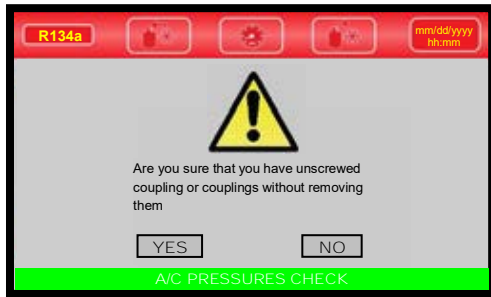 R134a
mm/dd/yyyy
hh:mm
Are you sure that you have unscrewed
coupling or couplings without removing
them
YES NO
A/C PRESSURES CHECK